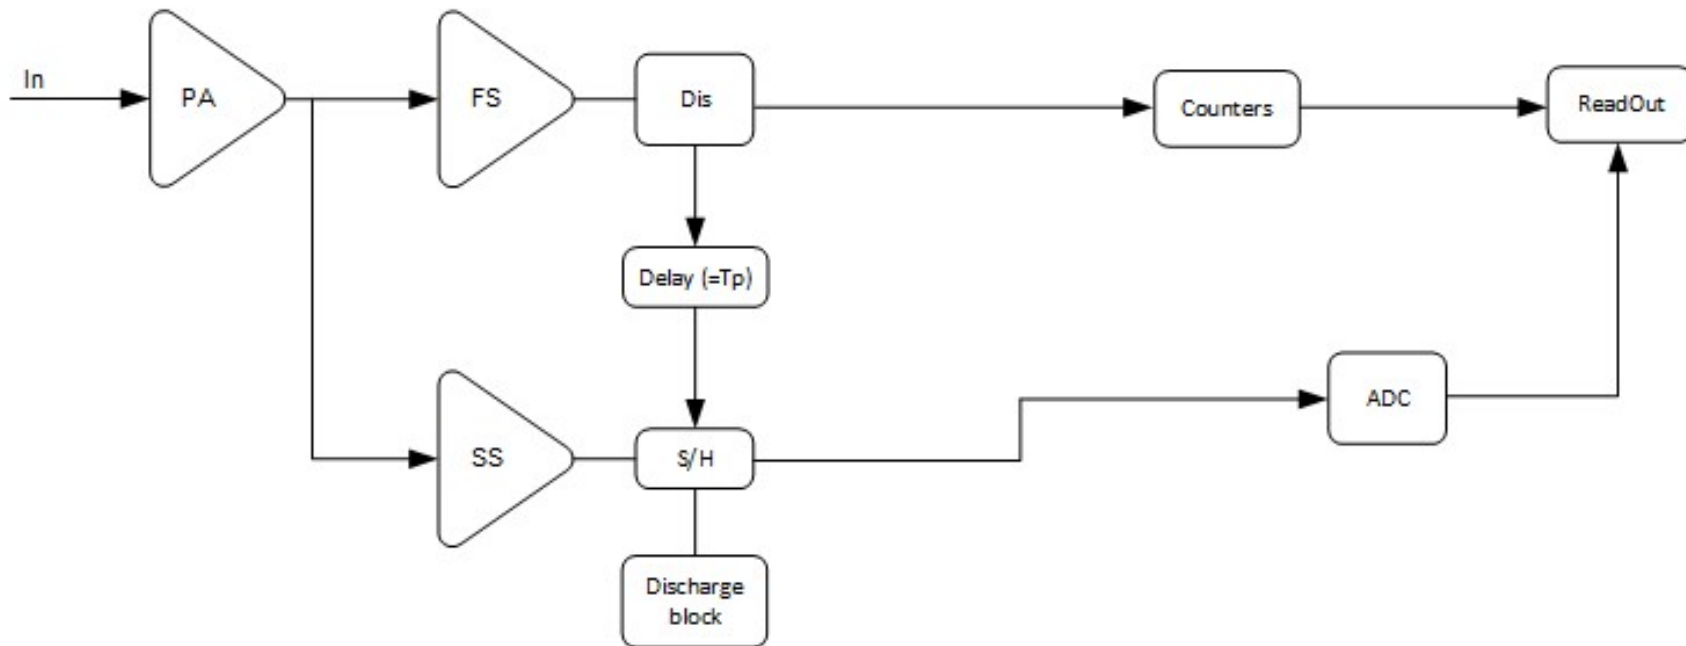 In
PA
FS
Dis
Counters
ReadOut
Delay (=Tp)
SS
S/H
ADC
Discharge
block